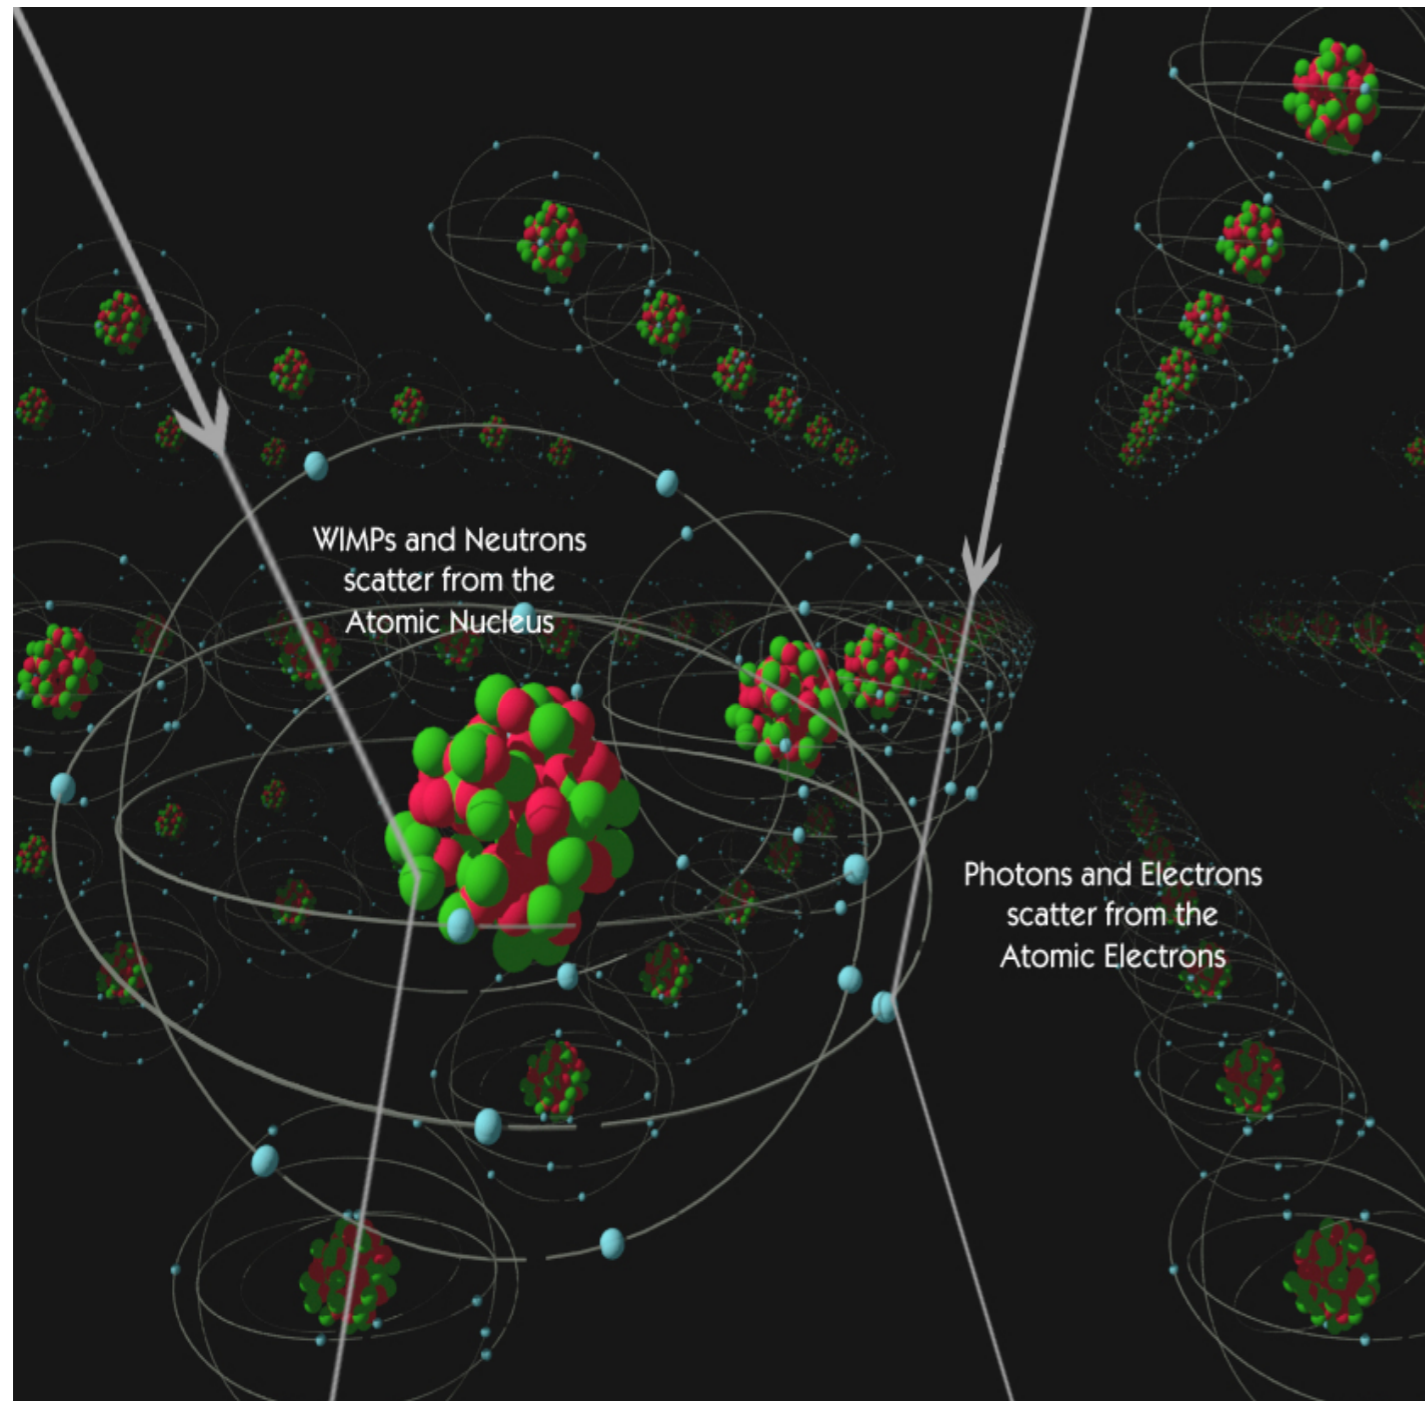 WIMPs and Neutrons
scatter from the
Atomic Nucleus
Photons and Electrons
scatter from the
Atomic Electrons